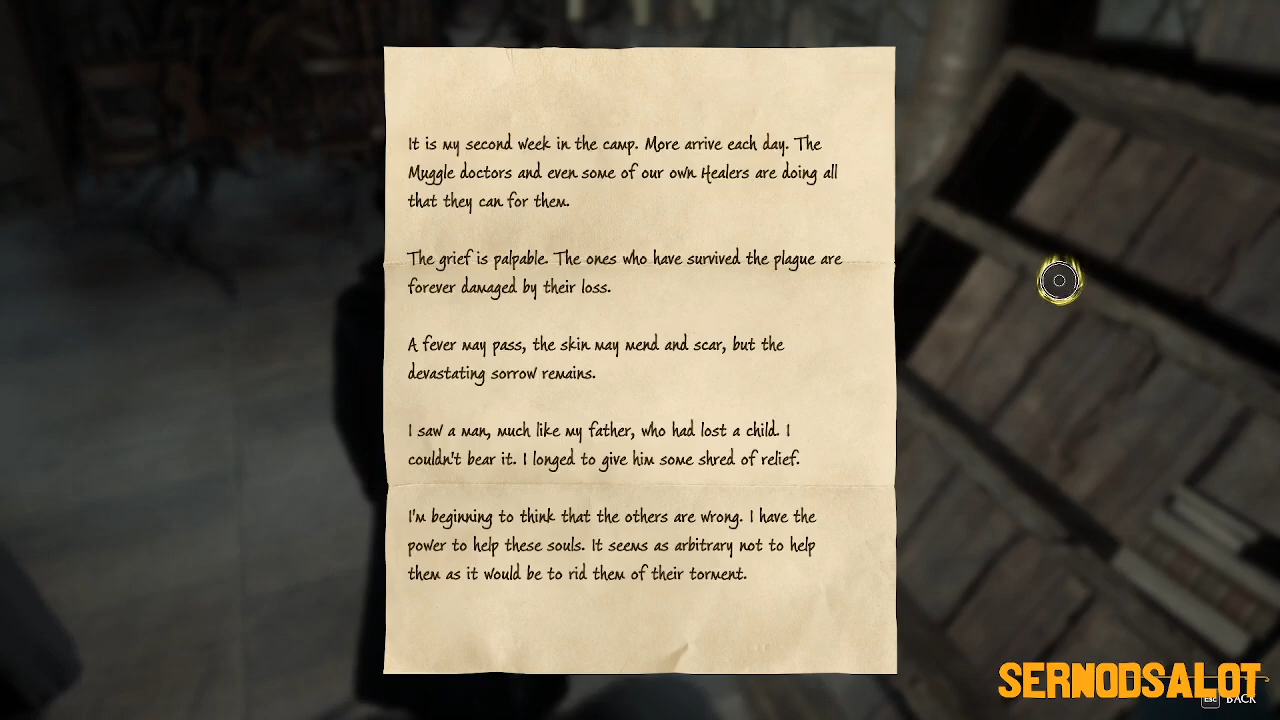 It is my second week in the camp. More arrive each day. The
Muggle doctors and even some of our own Healers are doing all
that they can for them.
The grief is palpable. The ones who have survived the plague are
forever damaged by their loss.
A fever may pass, the skin may mend and scar, but the
devastating sorrow remains.
I saw a man, much like my father, who had lost a child. I
couldn't bear it. I longed to give him some shred of relief.
I'm beginning to think that the others are wrong. I have the
power to help these souls. It seems as arbitrary not to help
them as it would be to rid them of their torment.
SERNODSALOT
ESC BACK